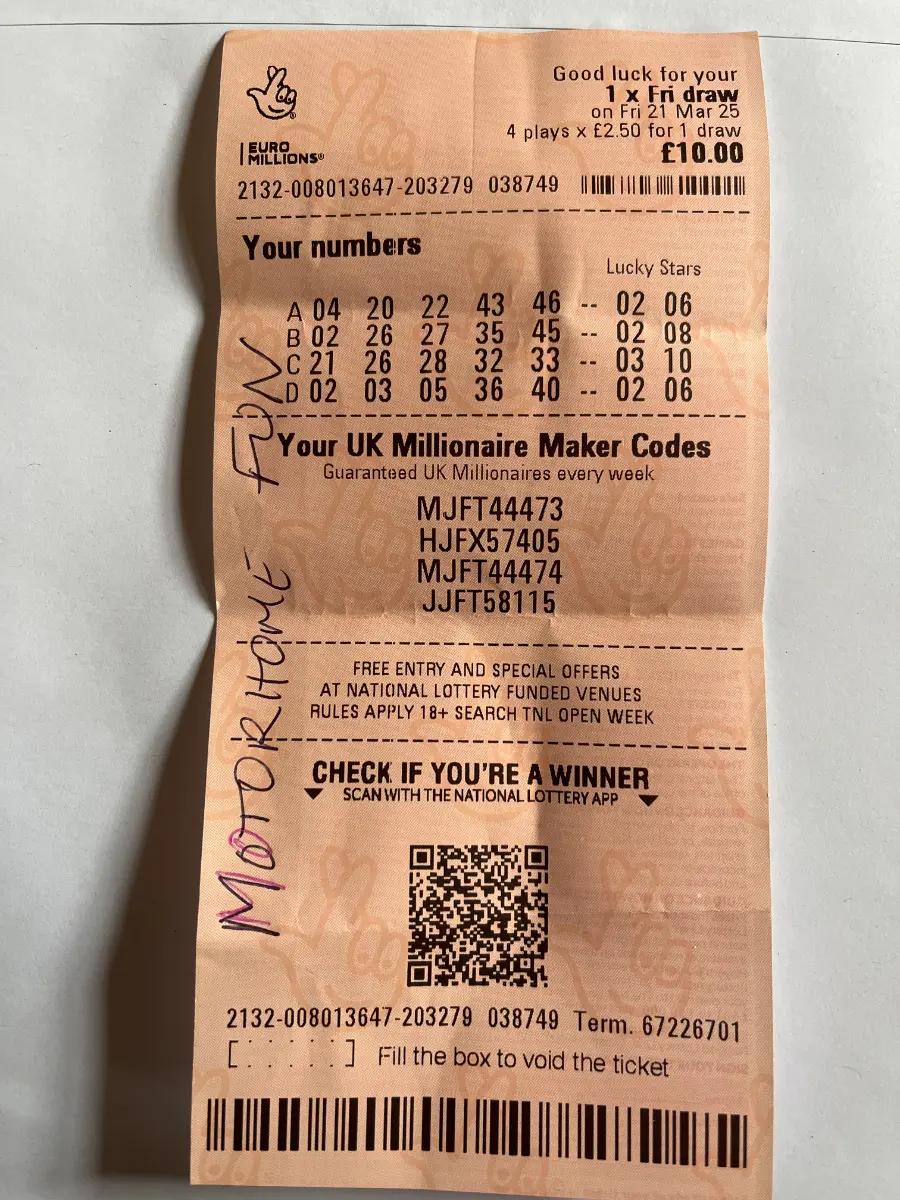 Good luck for your
1 x Fri draw
on Fri 21 Mar 25
4 plays x £2.50 for 1 draw
£10.00
EURO
MILLIONS®
2132-008013647-203279 038749
Your numbers
Lucky Stars
A 04 20 22 43 46 -- 02 06
B 02 26 27 35 45 -- 02 08
C 21 26 28 32 33 -- 03 10
D 02 03 05 36 40 -- 02 06
Your UK Millionaire Maker Codes
Guaranteed UK Millionaires every week
MJFT44473
HJFX57405
MJFT44474
JJFT58115
FREE ENTRY AND SPECIAL OFFERS
AT NATIONAL LOTTERY FUNDED VENUES
RULES APPLY 18+ SEARCH TNL OPEN WEEK
CHECK IF YOU'RE A WINNER
SCAN WITH THE NATIONAL LOTTERY APP
2132-008013647-203279 038749 Term. 67226701
Fill the box to void the ticket
MOTORHOME FUN